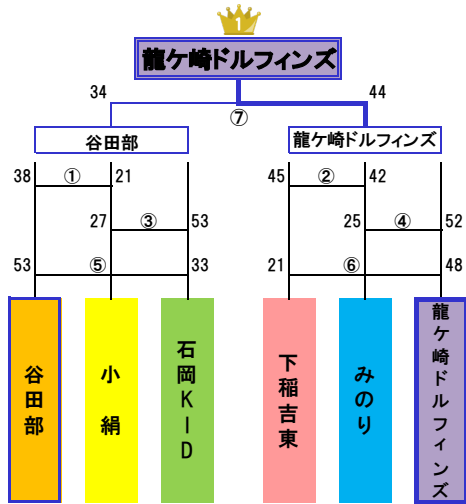 1
龍ケ崎ドルフィンズ
34 44
⑦
谷田部 龍ケ崎ドルフィンズ
38 ① 21 45 ② 42
27 ③ 53 25 ④ 52
53 ⑤ 33 21 ⑥ 48
谷田部
小絹
石岡KID
下稲吉東
みのり
龍ケ崎ドルフィンズ